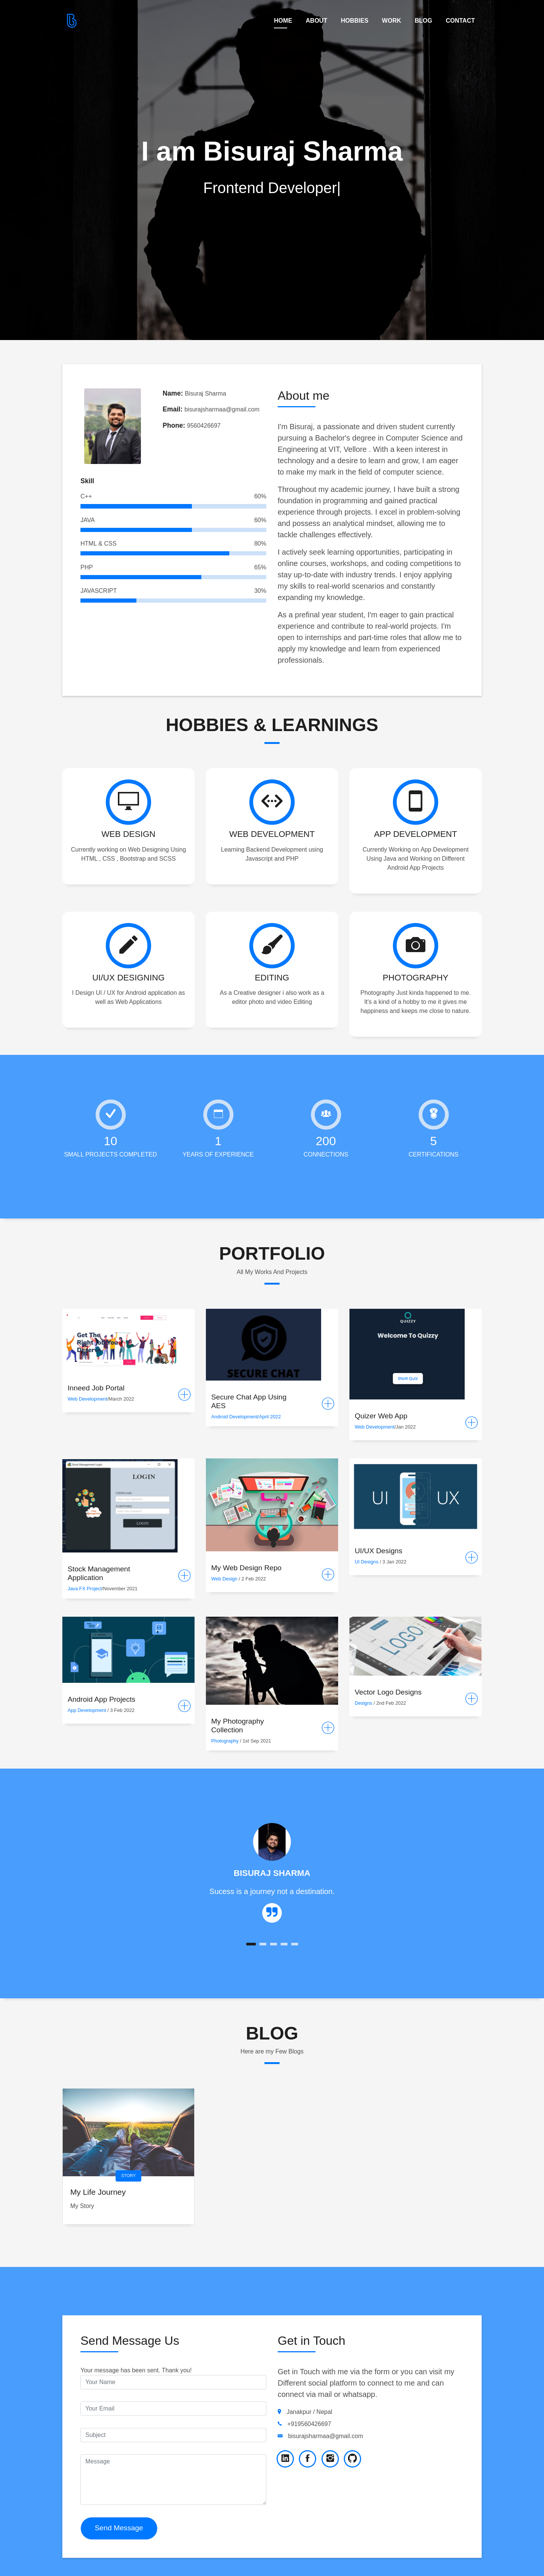 HOME ABOUT HOBBIES WORK BLOG CONTACT
I am Bisuraj Sharma
Frontend Developer|
Name: Bisuraj Sharma
Email: bisurajsharmaa@gmail.com
Phone: 9560426697
Skill
C++ 60%
JAVA 60%
HTML & CSS 80%
PHP 65%
JAVASCRIPT 30%
About me
I'm Bisuraj, a passionate and driven student currently
pursuing a Bachelor's degree in Computer Science and
Engineering at VIT, Vellore . With a keen interest in
technology and a desire to learn and grow, I am eager
to make my mark in the field of computer science.
Throughout my academic journey, I have built a strong
foundation in programming and gained practical
experience through projects. I excel in problem-solving
and possess an analytical mindset, allowing me to
tackle challenges effectively.
I actively seek learning opportunities, participating in
online courses, workshops, and coding competitions to
stay up-to-date with industry trends. I enjoy applying
my skills to real-world scenarios and constantly
expanding my knowledge.
As a prefinal year student, I'm eager to gain practical
experience and contribute to real-world projects. I'm
open to internships and part-time roles that allow me to
apply my knowledge and learn from experienced
professionals.
HOBBIES & LEARNINGS
WEB DESIGN
Currently working on Web Designing Using
HTML , CSS , Bootstrap and SCSS
WEB DEVELOPMENT
Learning Backend Development using
Javascript and PHP
APP DEVELOPMENT
Currently Working on App Development
Using Java and Working on Different
Android App Projects
UI/UX DESIGNING
I Design UI / UX for Android application as
well as Web Applications
EDITING
As a Creative designer i also work as a
editor photo and video Editing
PHOTOGRAPHY
Photography Just kinda happened to me.
It's a kind of a hobby to me it gives me
happiness and keeps me close to nature.
10
SMALL PROJECTS COMPLETED
1
YEARS OF EXPERIENCE
200
CONNECTIONS
5
CERTIFICATIONS
PORTFOLIO
All My Works And Projects
Get The
Right Job You
Deserve
Inneed Job Portal
Web Development/March 2022
SECURE CHAT
Secure Chat App Using
AES
Android Development/April 2022
QUIZZY
Welcome To Quizzy
Start Quiz
Quizer Web App
Web Development/Jan 2022
LOGIN
LOGIN
Stock Management
Application
Java FX Project/November 2021
My Web Design Repo
Web Design / 2 Feb 2022
UI UX
UI/UX Designs
UI Designs / 3 Jan 2022
Android App Projects
App Development / 3 Feb 2022
My Photography
Collection
Photography / 1st Sep 2021
LOGO
Vector Logo Designs
Designs / 2nd Feb 2022
BISURAJ SHARMA
Sucess is a journey not a destination.
BLOG
Here are my Few Blogs
STORY
My Life Journey
My Story
Send Message Us
Your message has been sent. Thank you!
Your Name
Your Email
Subject
Message
Send Message
Get in Touch
Get in Touch with me via the form or you can visit my
Different social platform to connect to me and can
connect via mail or whatsapp.
Janakpur / Nepal
+919560426697
bisurajsharmaa@gmail.com